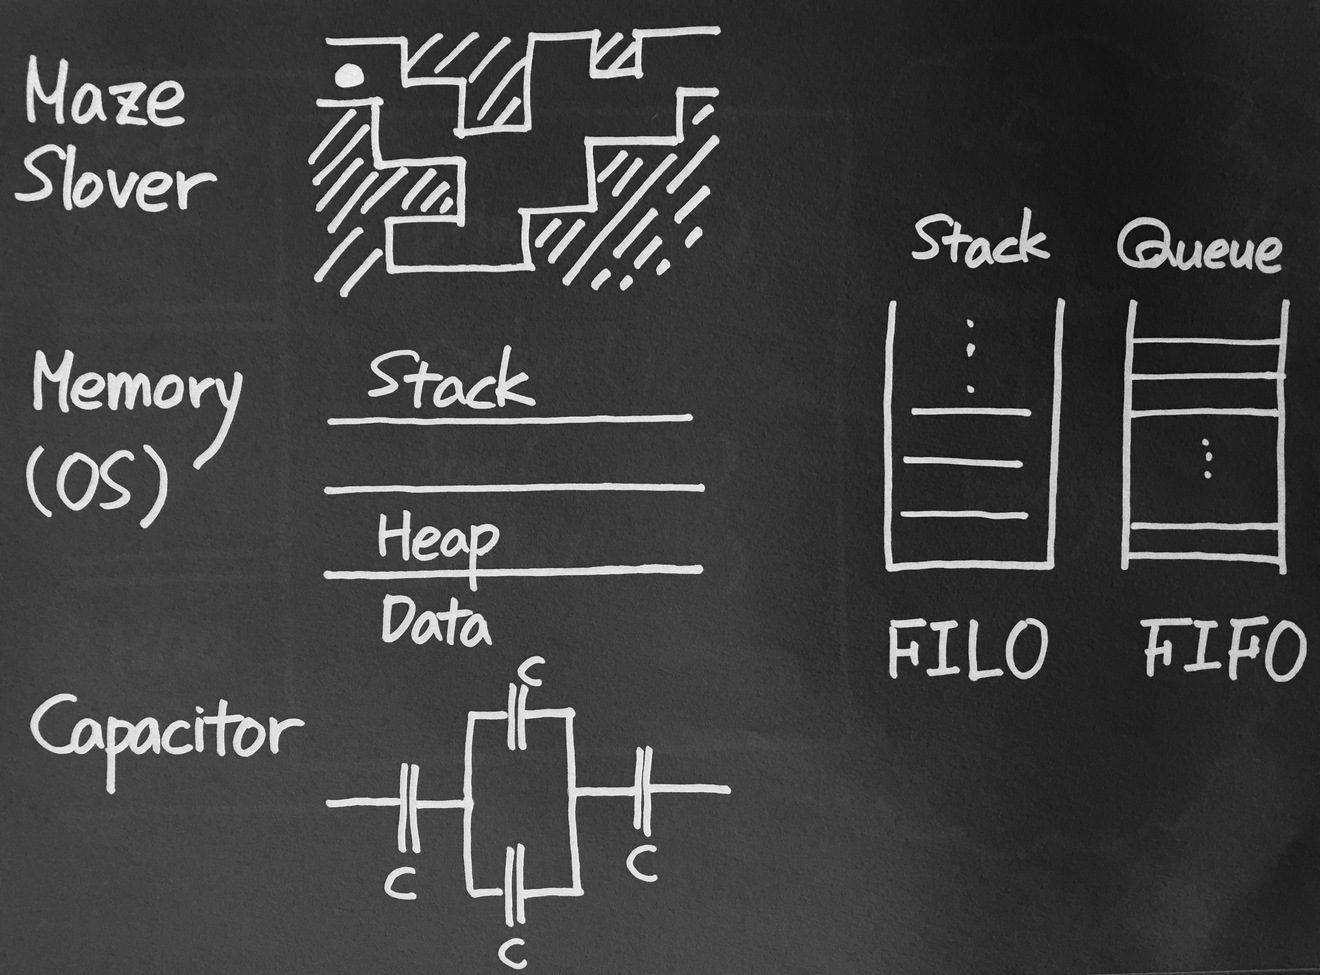 Maze
Slover
Memory
(OS)
Stack
Heap
Data
Capacitor
C
C
C
C
Stack
Queue
FILO
FIFO